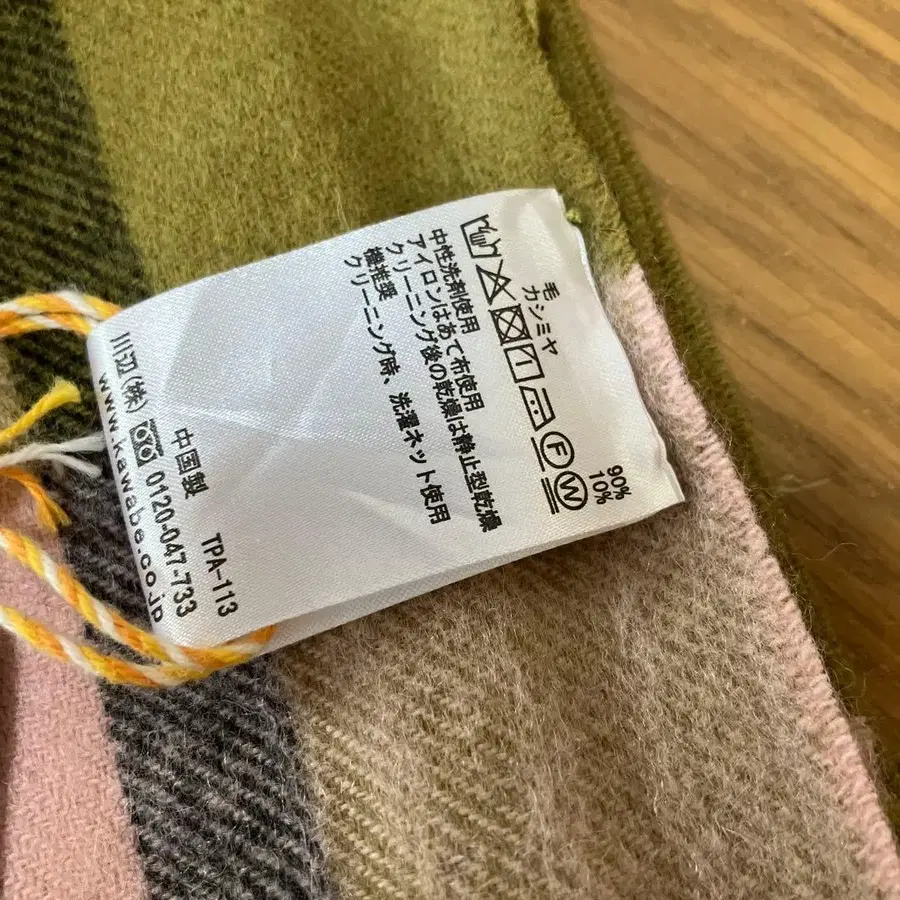 毛 90%
カシミヤ 10%
中性洗剤使用
アイロンはあて布使用
クリーニング後の乾燥は静止型乾燥
機推奨
クリーニング時、洗濯ネット使用
TPA-113
中国製
川辺(株) 0120-047-733
www.kawabe.co.jp